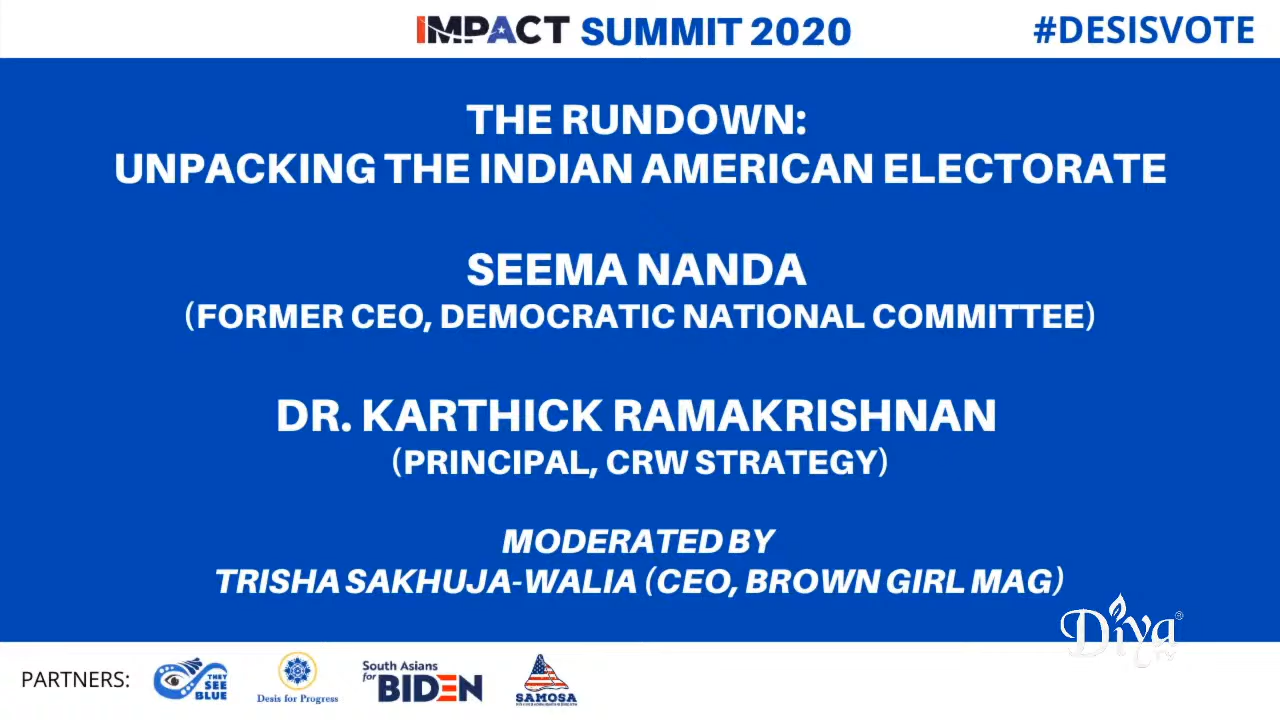 IMPACT SUMMIT 2020
#DESISVOTE
THE RUNDOWN:
UNPACKING THE INDIAN AMERICAN ELECTORATE
SEEMA NANDA
(FORMER CEO, DEMOCRATIC NATIONAL COMMITTEE)
DR. KARTHICK RAMAKRISHNAN
(PRINCIPAL, CRW STRATEGY)
MODERATED BY
TRISHA SAKHUJA-WALIA (CEO, BROWN GIRL MAG)
Diya®
TV
PARTNERS:
THEY
SEE
BLUE
Desis for Progress
South Asians
for
BIDEN
SAMOSA